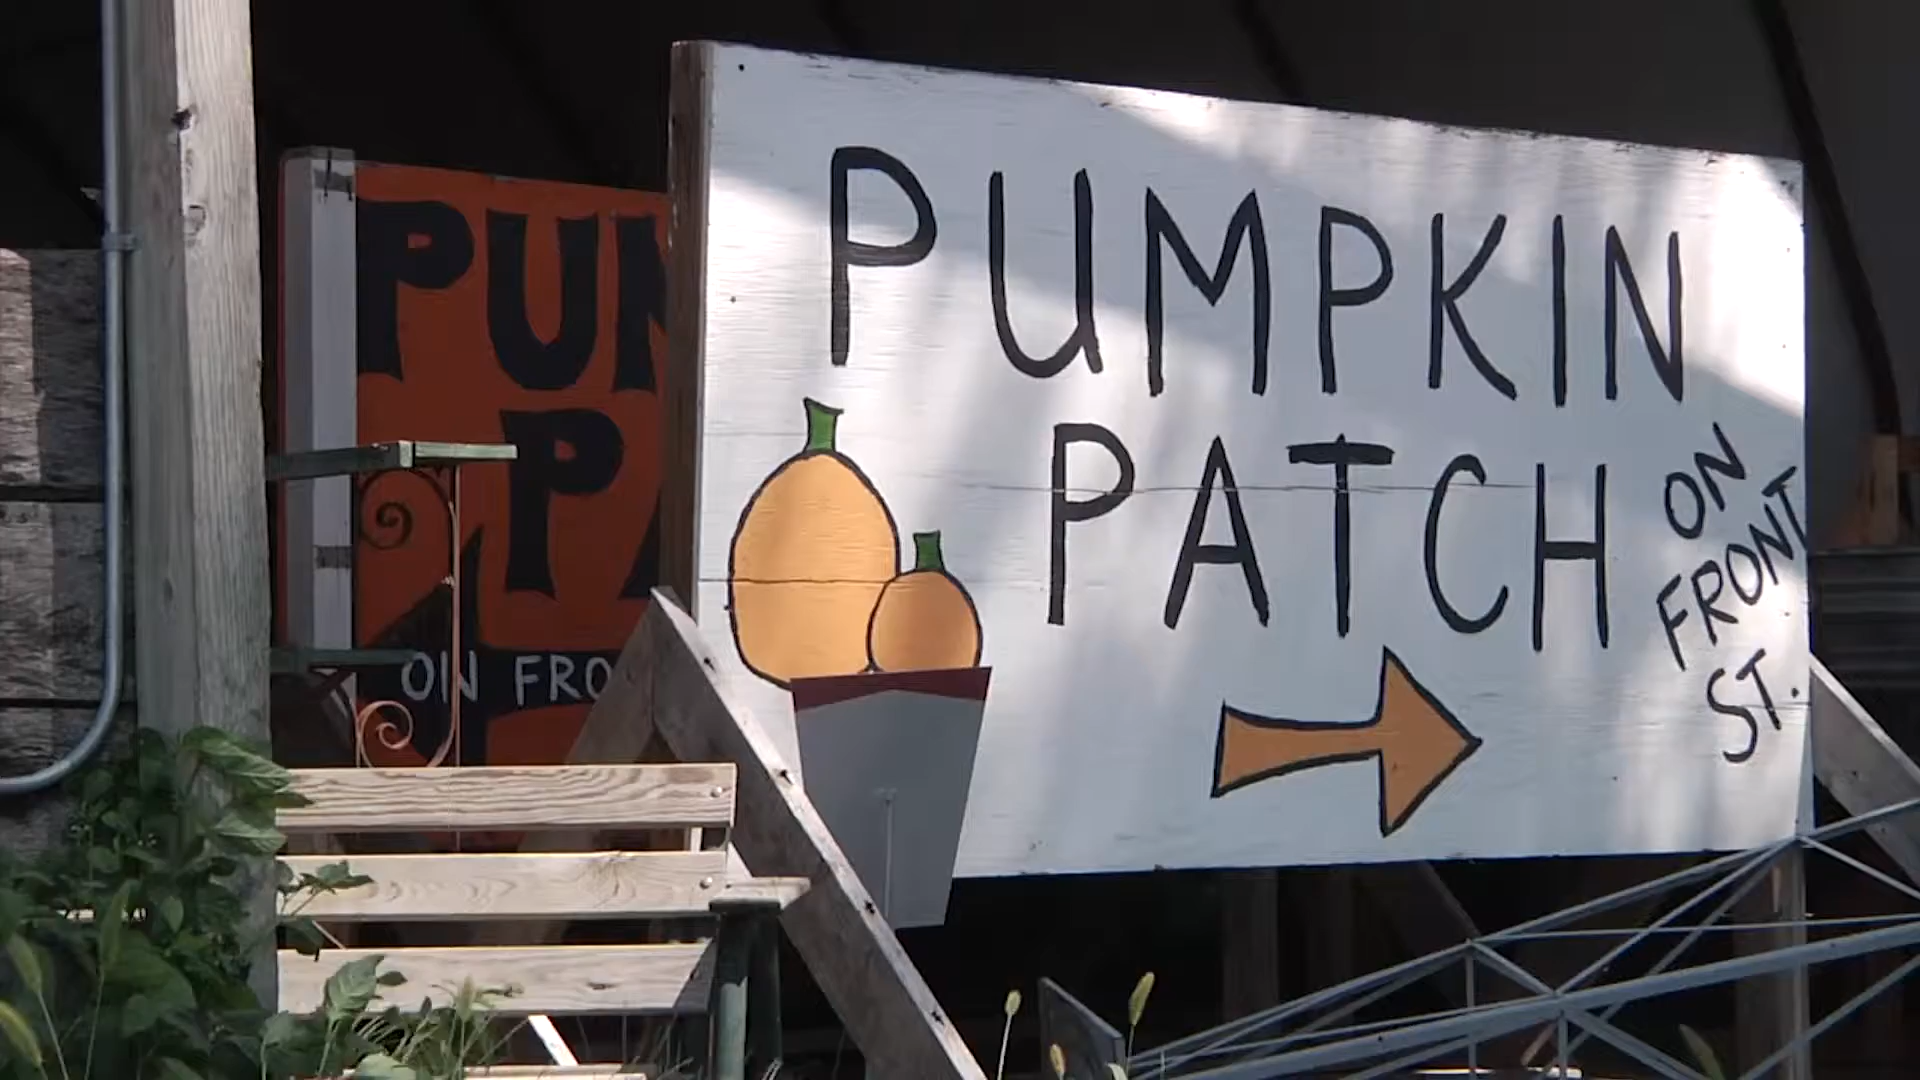 PUMPKIN
PATCH
ON
FRONT
ST.
PUM
PA
ON FRO